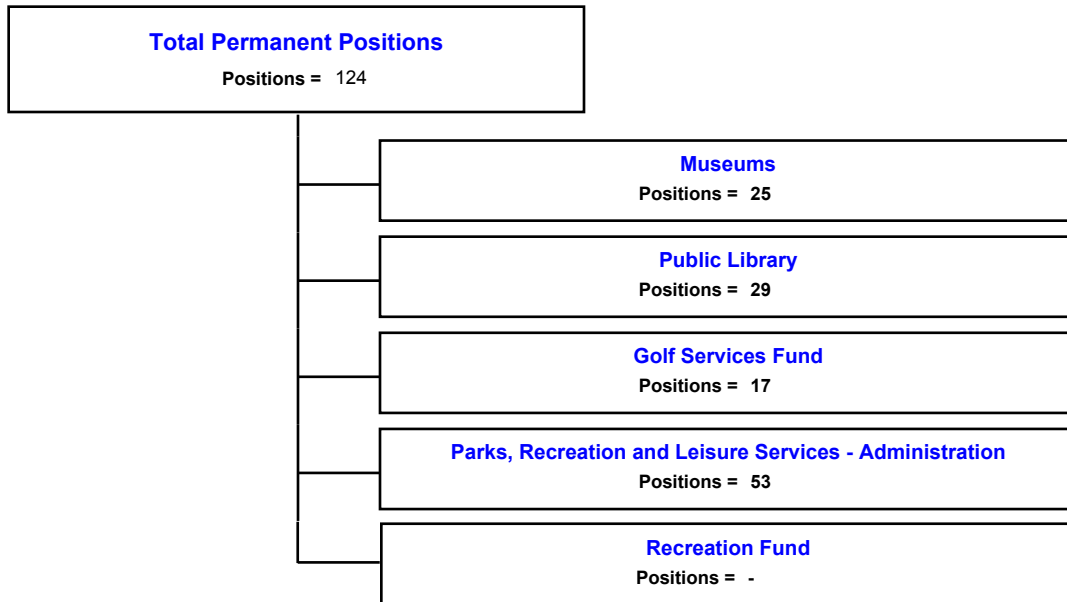 Total Permanent Positions
Positions = 124
Museums
Positions = 25
Public Library
Positions = 29
Golf Services Fund
Positions = 17
Parks, Recreation and Leisure Services - Administration
Positions = 53
Recreation Fund
Positions = -